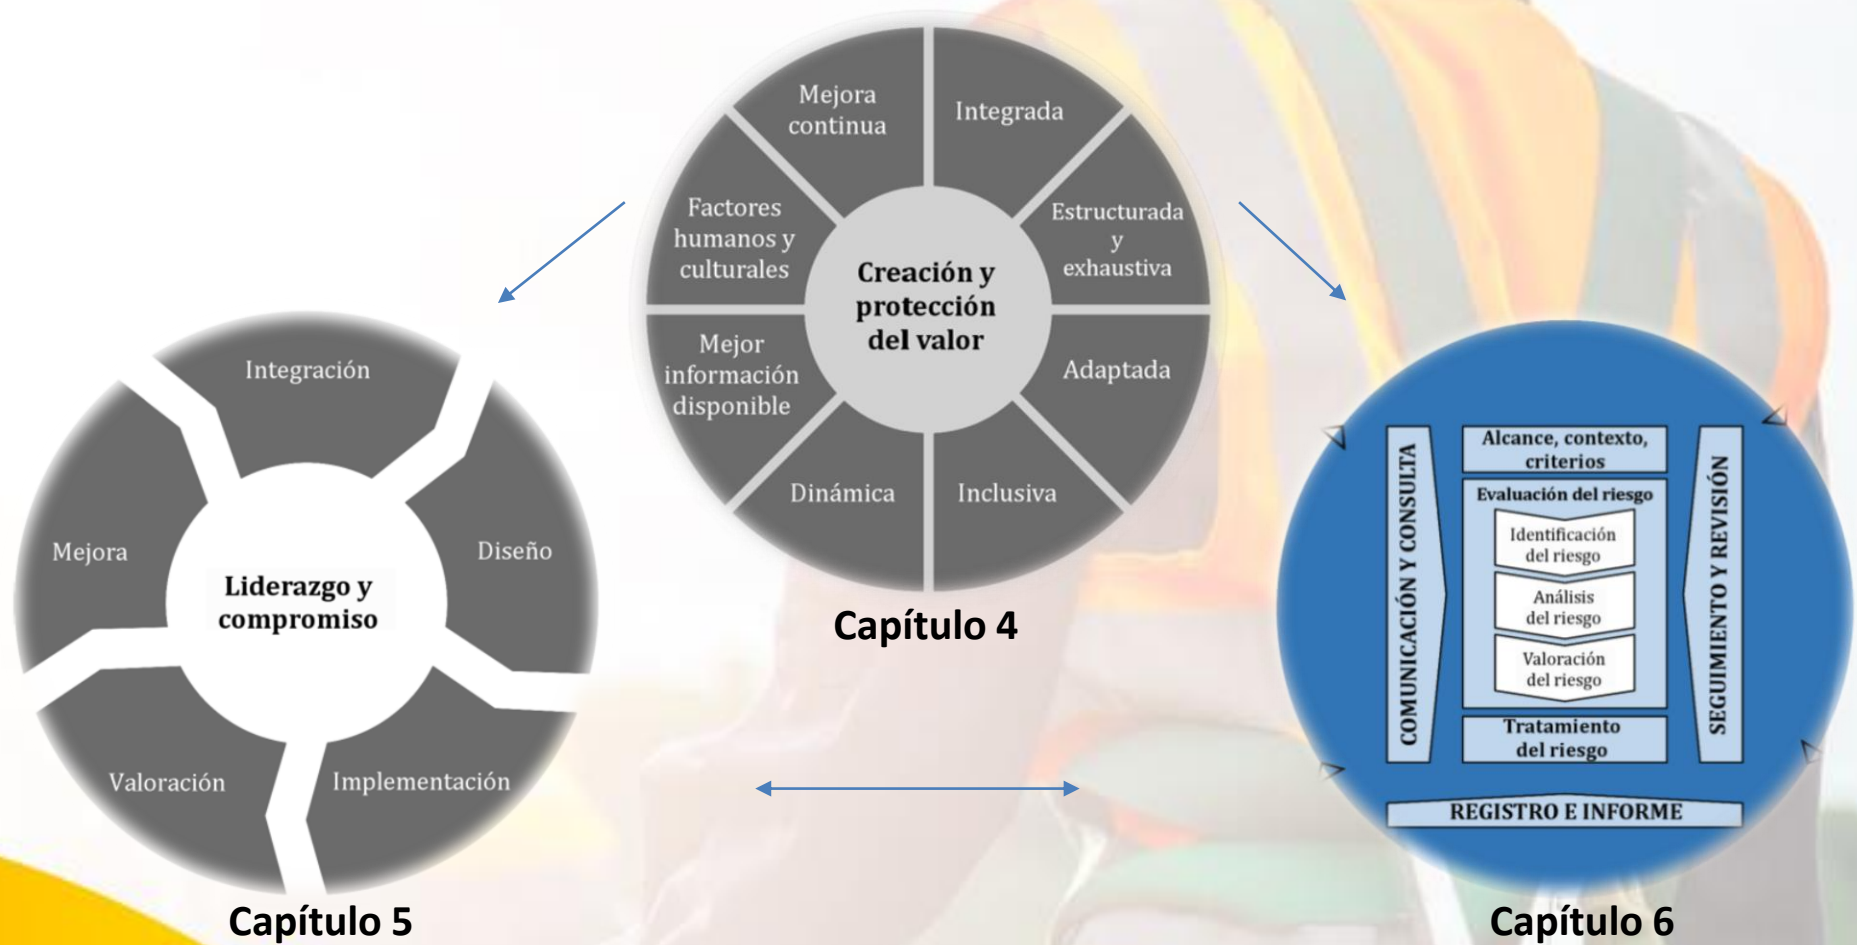 Mejora
continua
Integrada
Estructurada
y
exhaustiva
Adaptada
Inclusiva
Dinámica
Mejor
información
disponible
Factores
humanos y
culturales
Creación y
protección
del valor
Capítulo 4
Integración
Diseño
Implementación
Valoración
Mejora
Liderazgo y
compromiso
Capítulo 5
COMUNICACIÓN Y CONSULTA
Alcance, contexto,
criterios
Evaluación del riesgo
Identificación
del riesgo
Análisis
del riesgo
Valoración
del riesgo
Tratamiento
del riesgo
SEGUIMIENTO Y REVISIÓN
REGISTRO E INFORME
Capítulo 6